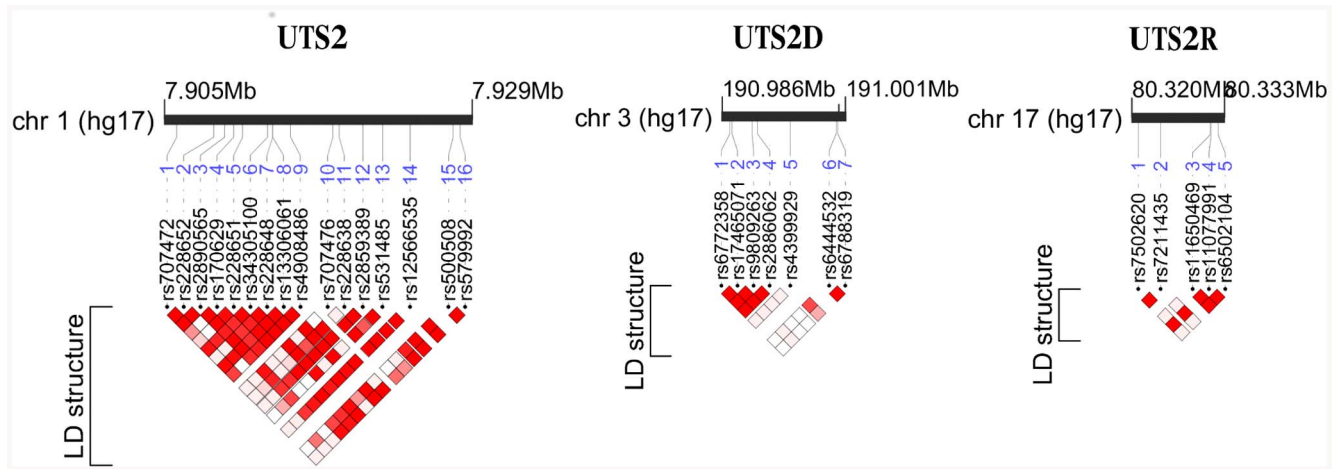 UTS2
7.905Mb 7.929Mb
chr 1 (hg17)
1 2 3 4 5 6 7 8 9 10 11 12 13 14 15 16
rs707472
rs228652
rs2890565
rs170629
rs228651
rs34305100
rs228648
rs13306061
rs4908486
rs707476
rs228638
rs2859389
rs531485
rs12566535
rs500508
rs579992
LD structure
UTS2D
190.986Mb 191.001Mb
chr 3 (hg17)
1 2 3 4 5 6 7
rs6772358
rs17465071
rs9809263
rs2886062
rs4399929
rs6444532
rs6788319
LD structure
UTS2R
80.320Mb 80.333Mb
chr 17 (hg17)
1 2 3 4 5
rs7502620
rs7211435
rs11650469
rs11077991
rs6502104
LD structure